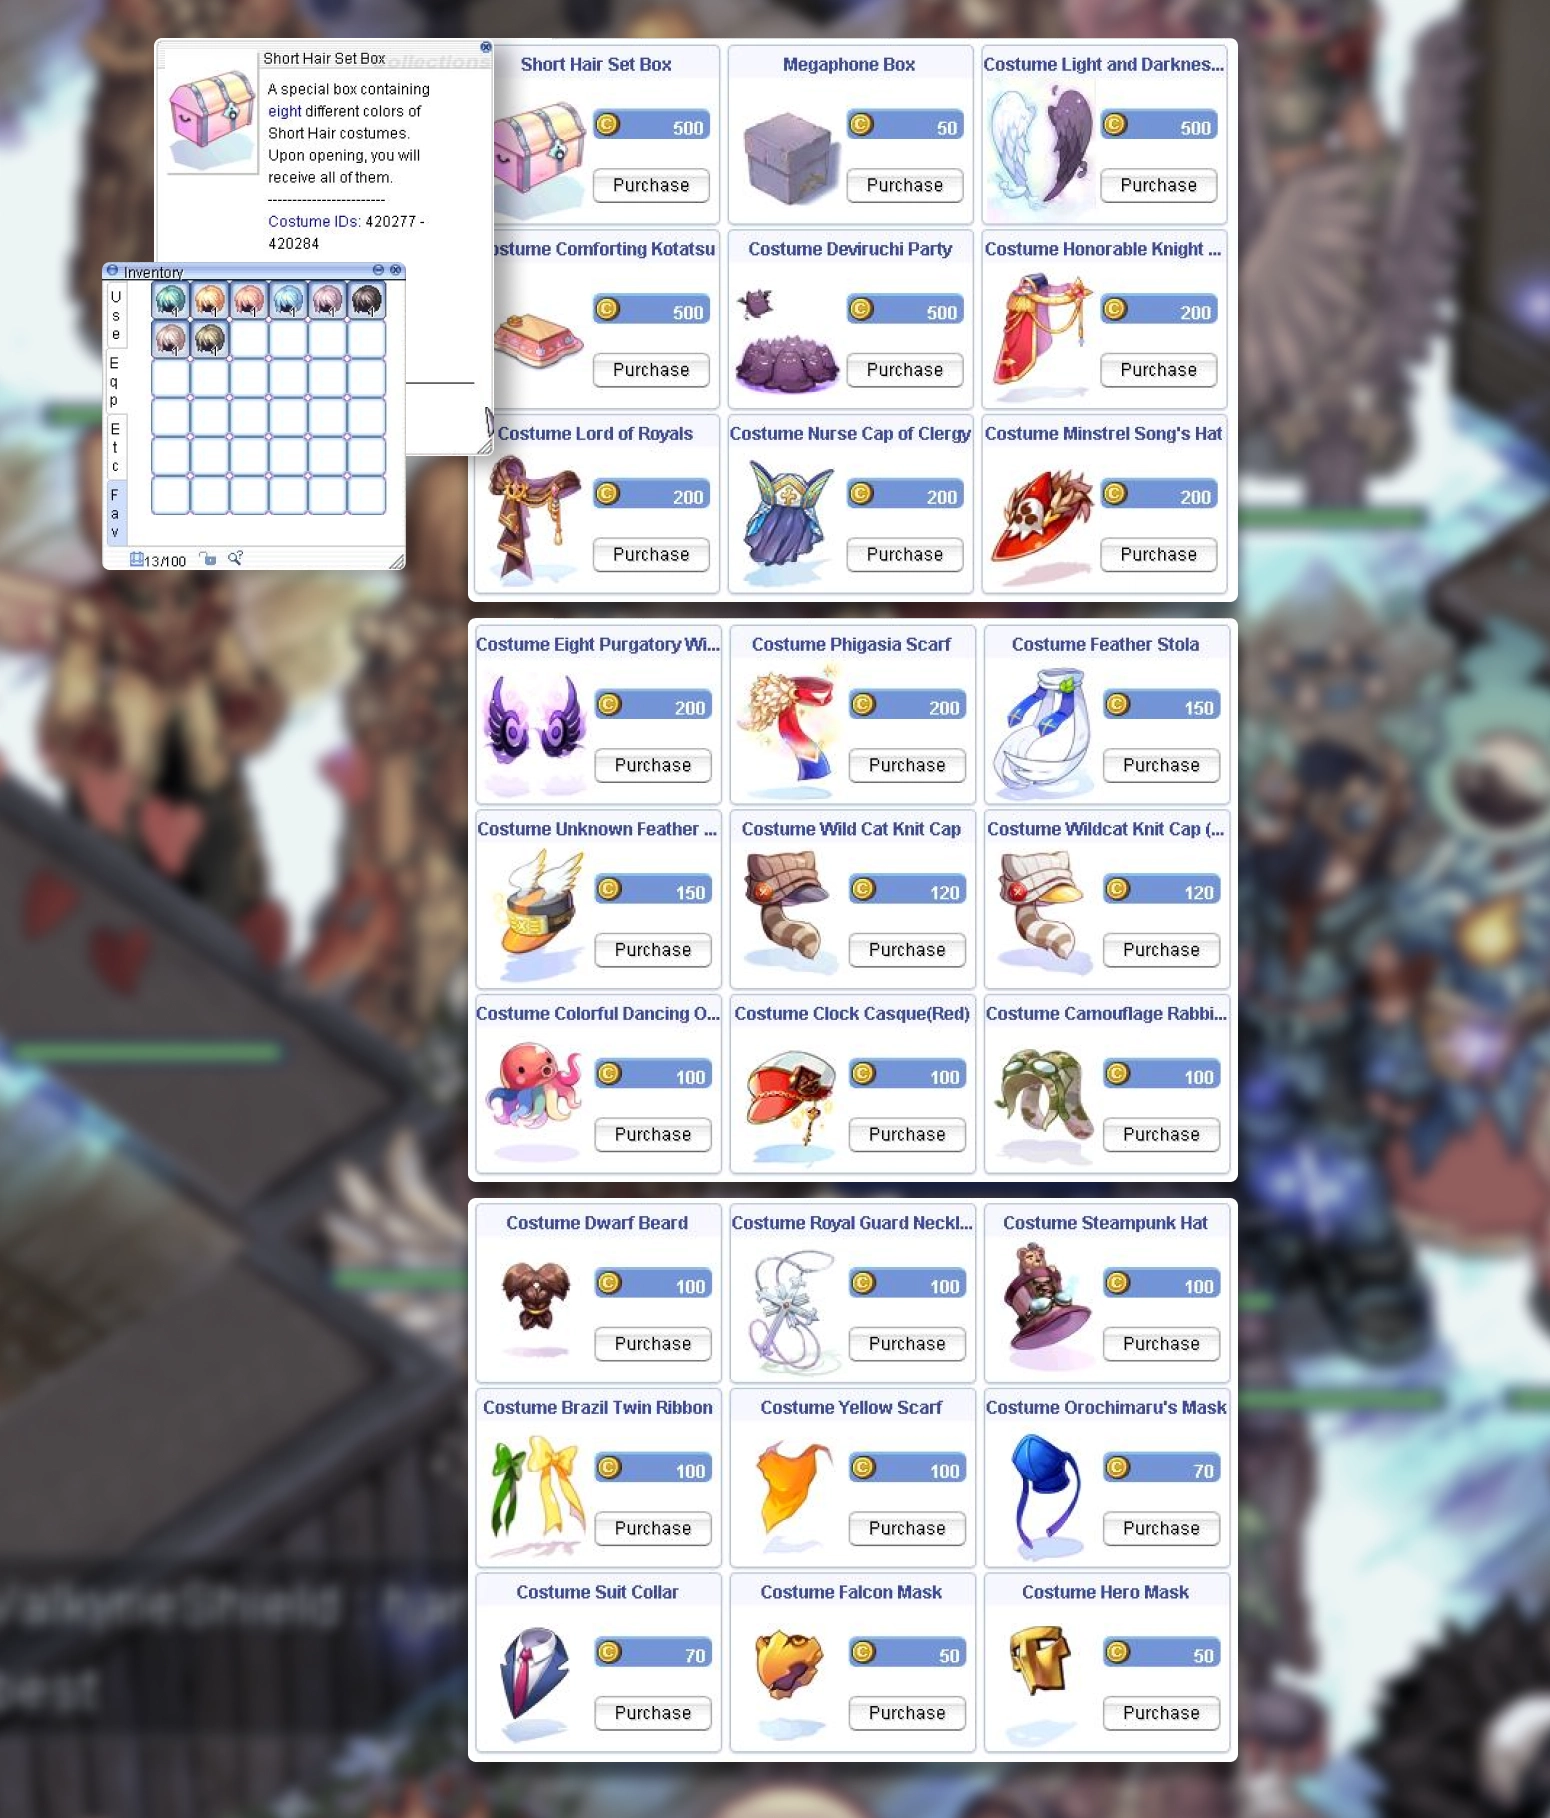 Short Hair Set Box
Collections
A special box containing
eight different colors of
Short Hair costumes.
Upon opening, you will
receive all of them.
------------------------
Costume IDs: 420277 -
420284
Inventory
Use
Eqp
Etc
Fav
13/100
Short Hair Set Box
500
Purchase
Megaphone Box
50
Purchase
Costume Light and Darknes...
500
Purchase
ostume Comforting Kotatsu
500
Purchase
Costume Deviruchi Party
500
Purchase
Costume Honorable Knight ...
200
Purchase
Costume Lord of Royals
200
Purchase
Costume Nurse Cap of Clergy
200
Purchase
Costume Minstrel Song's Hat
200
Purchase
Costume Eight Purgatory Wi...
200
Purchase
Costume Phigasia Scarf
200
Purchase
Costume Feather Stola
150
Purchase
Costume Unknown Feather ...
150
Purchase
Costume Wild Cat Knit Cap
120
Purchase
Costume Wildcat Knit Cap (...
120
Purchase
Costume Colorful Dancing O...
100
Purchase
Costume Clock Casque(Red)
100
Purchase
Costume Camouflage Rabbi...
100
Purchase
Costume Dwarf Beard
100
Purchase
Costume Royal Guard Neckl...
100
Purchase
Costume Steampunk Hat
100
Purchase
Costume Brazil Twin Ribbon
100
Purchase
Costume Yellow Scarf
100
Purchase
Costume Orochimaru's Mask
70
Purchase
Costume Suit Collar
70
Purchase
Costume Falcon Mask
50
Purchase
Costume Hero Mask
50
Purchase